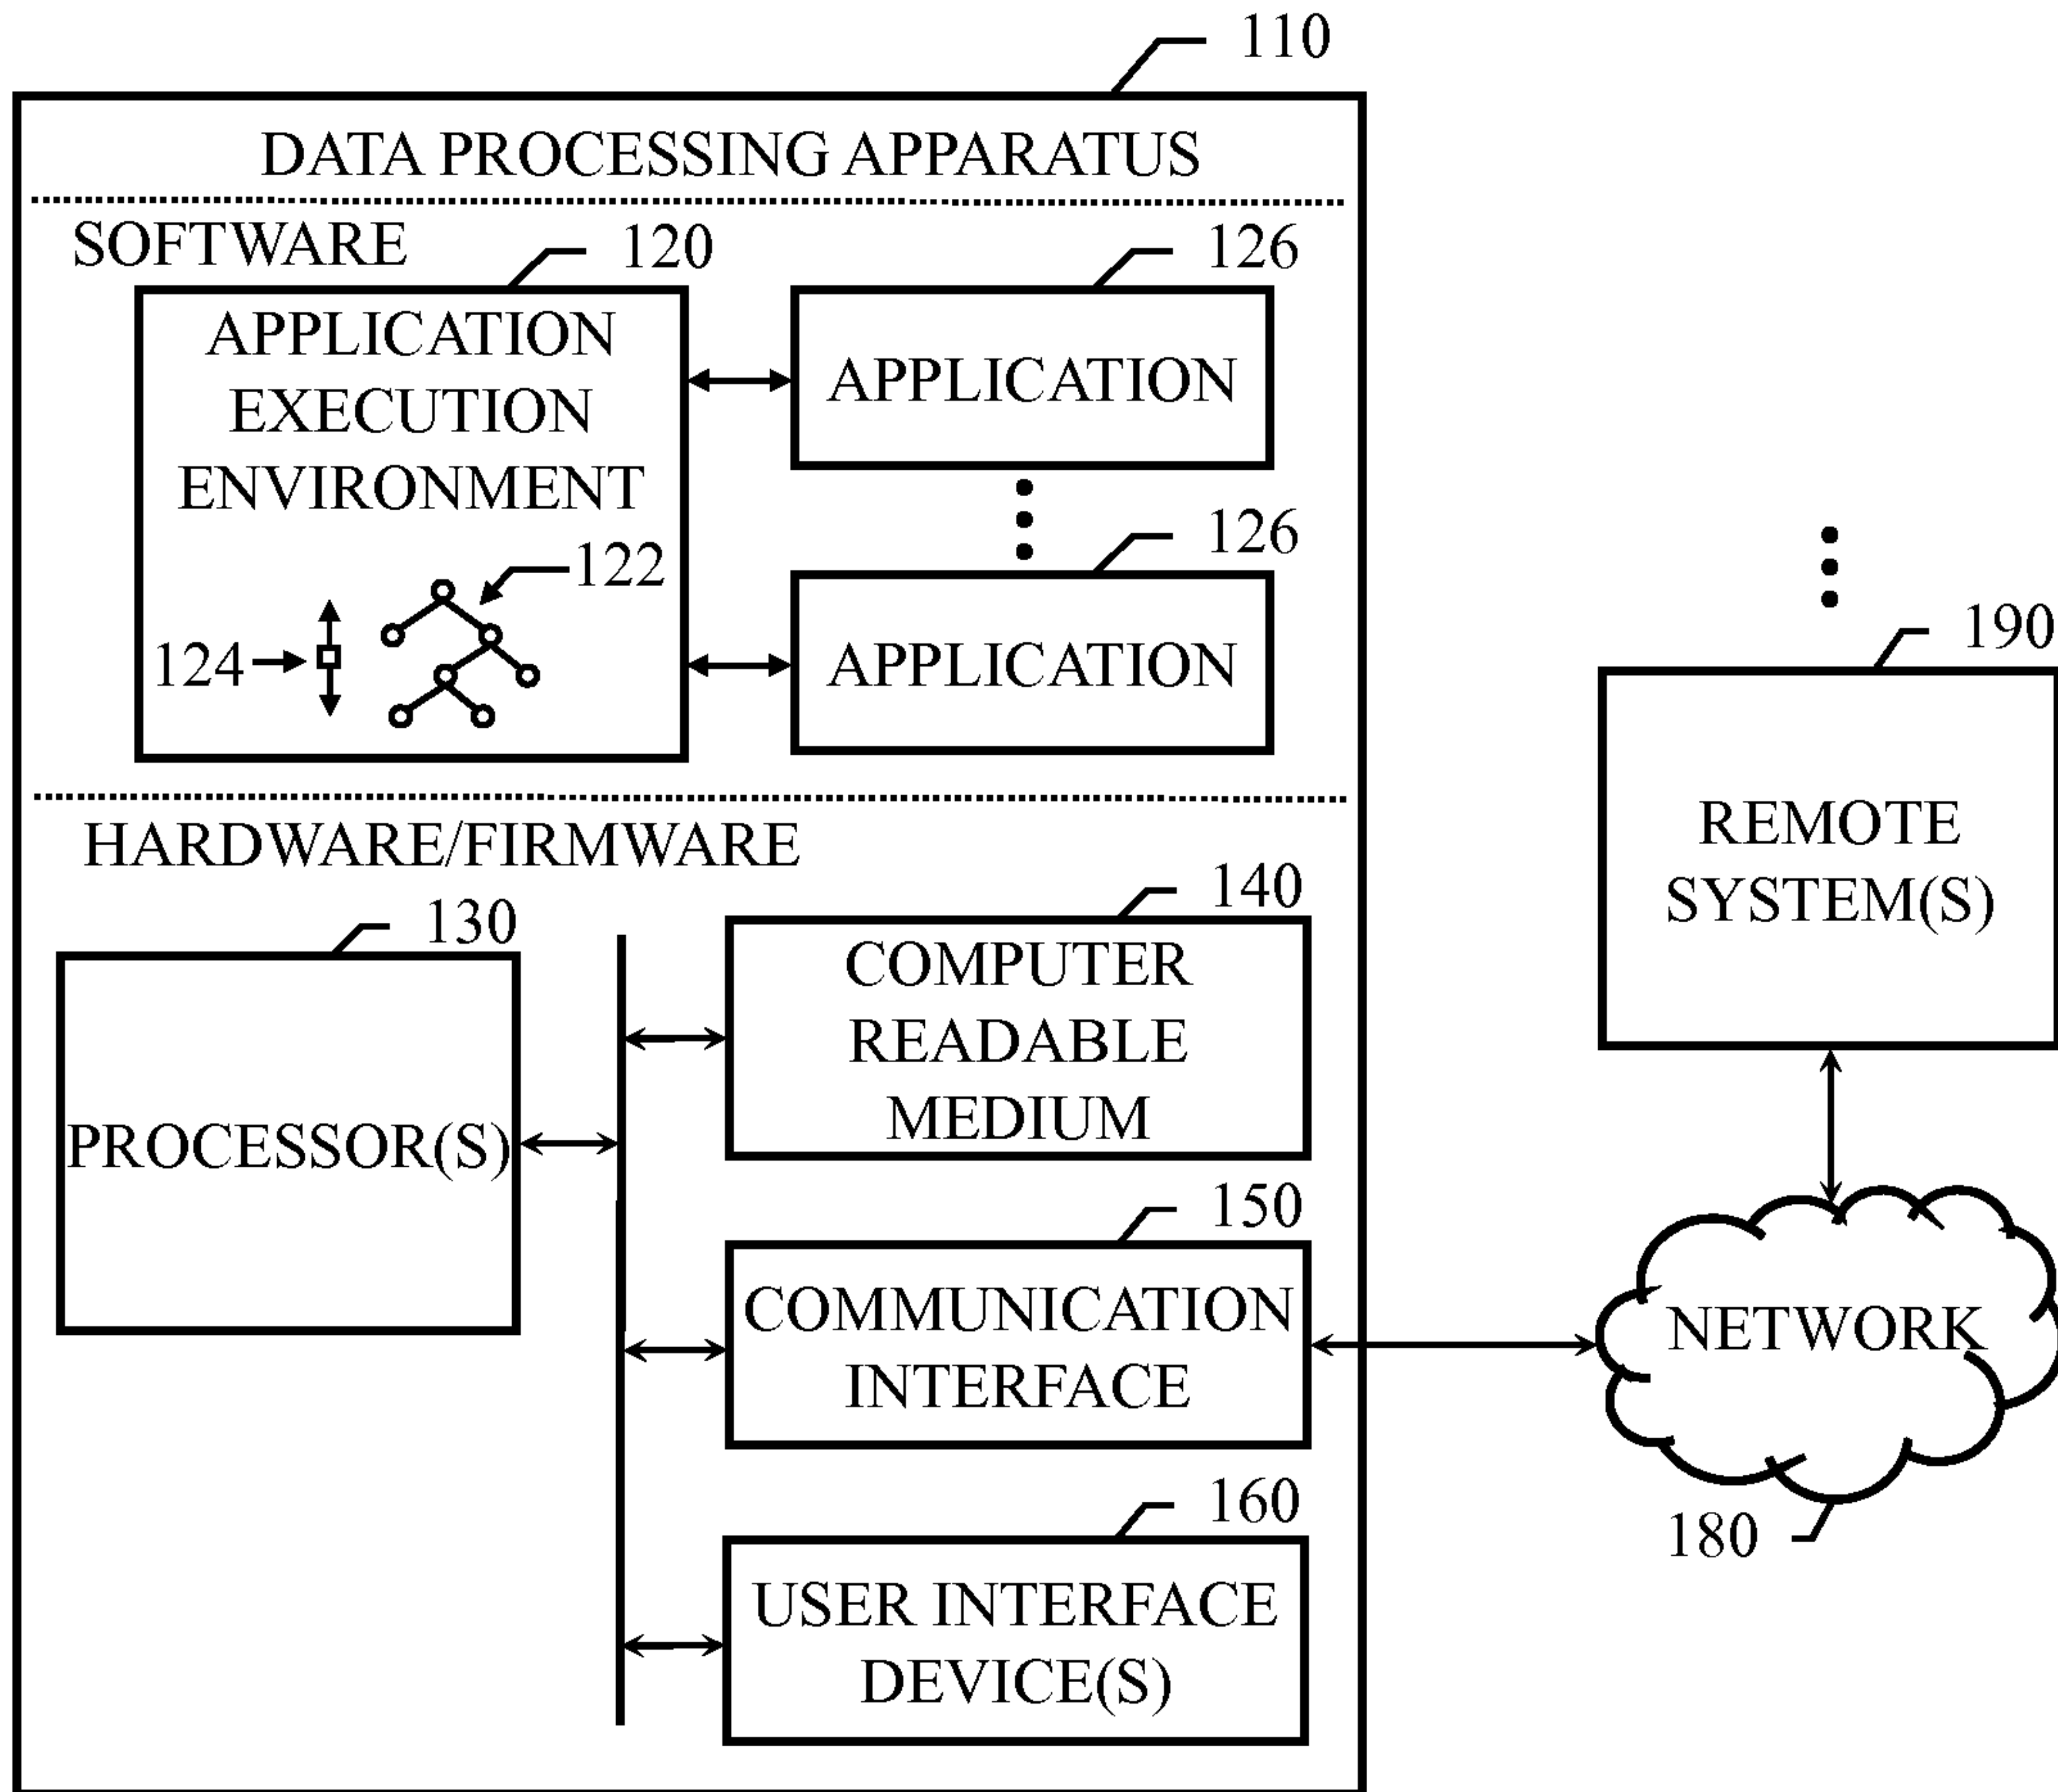 110
DATA PROCESSING APPARATUS
SOFTWARE
120
126
APPLICATION
EXECUTION
ENVIRONMENT
APPLICATION
126
122
124
APPLICATION
HARDWARE/FIRMWARE
130
PROCESSOR(S)
140
COMPUTER
READABLE
MEDIUM
150
COMMUNICATION
INTERFACE
160
USER INTERFACE
DEVICE(S)
190
REMOTE
SYSTEM(S)
NETWORK
180